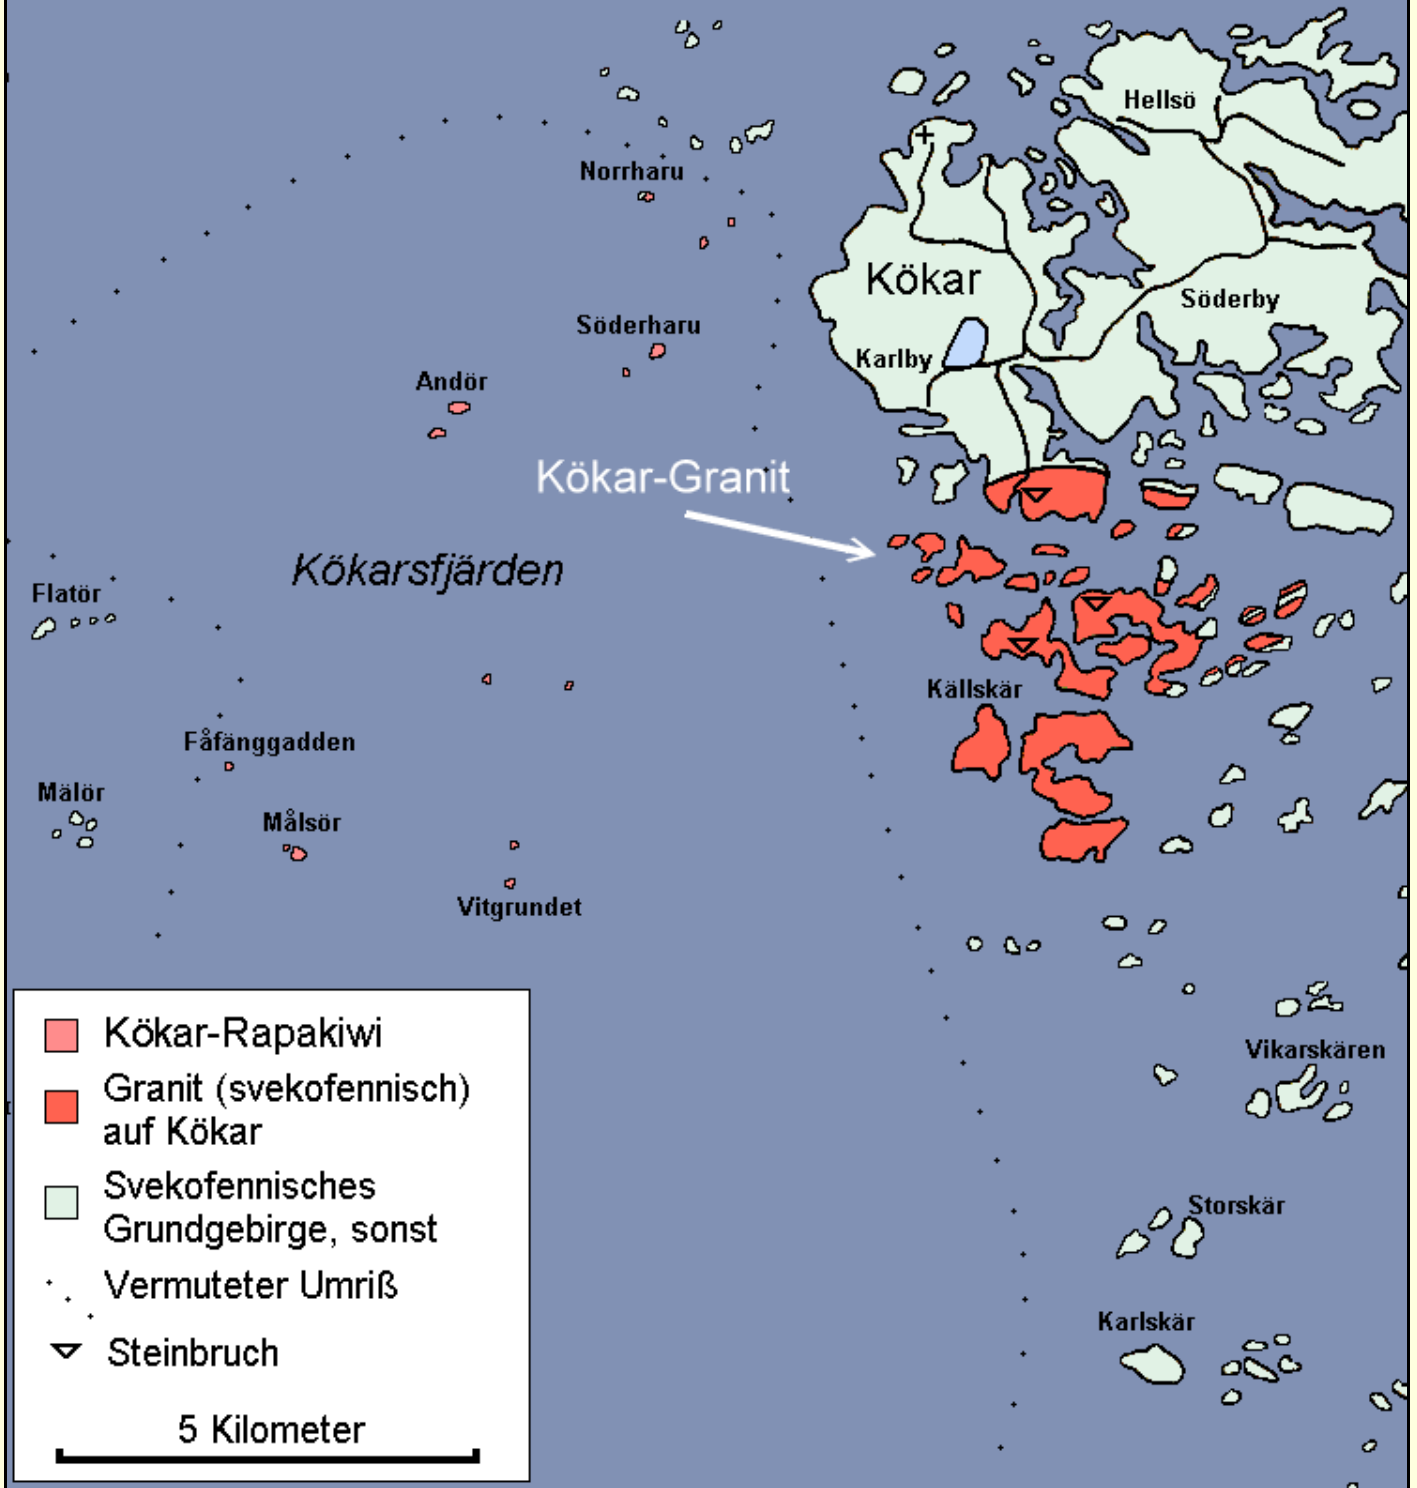 Hellsö
Norrharu
Kökar
Söderby
Söderharu
Karlby
Andör
Kökar-Granit
Kökarsfjärden
Flatör
Källskär
Fåfänggadden
Mälör
Målsör
Vitgrundet
Kökar-Rapakiwi
Granit (svekofennisch)
auf Kökar
Svekofennisches
Grundgebirge, sonst
Vermuteter Umriß
Steinbruch
5 Kilometer
Vikarskären
Storskär
Karlskär